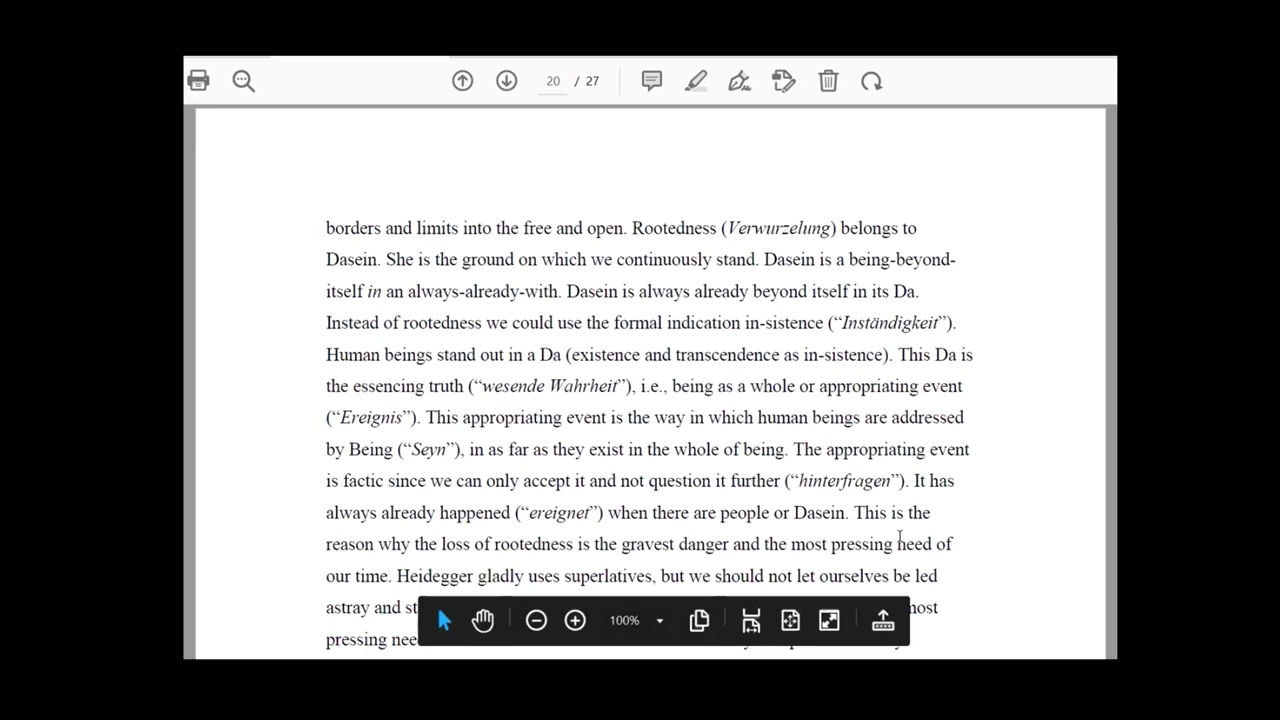 20 / 27
borders and limits into the free and open. Rootedness (Verwurzelung) belongs to
Dasein. She is the ground on which we continuously stand. Dasein is a being-beyond-
itself in an always-already-with. Dasein is always already beyond itself in its Da.
Instead of rootedness we could use the formal indication in-sistence (“Inständigkeit”).
Human beings stand out in a Da (existence and transcendence as in-sistence). This Da is
the essencing truth (“wesende Wahrheit”), i.e., being as a whole or appropriating event
(“Ereignis”). This appropriating event is the way in which human beings are addressed
by Being (“Seyn”), in as far as they exist in the whole of being. The appropriating event
is factic since we can only accept it and not question it further (“hinterfragen”). It has
always already happened (“ereignet”) when there are people or Dasein. This is the
reason why the loss of rootedness is the gravest danger and the most pressing need of
our time. Heidegger gladly uses superlatives, but we should not let ourselves be led
astray and
pressing
100%